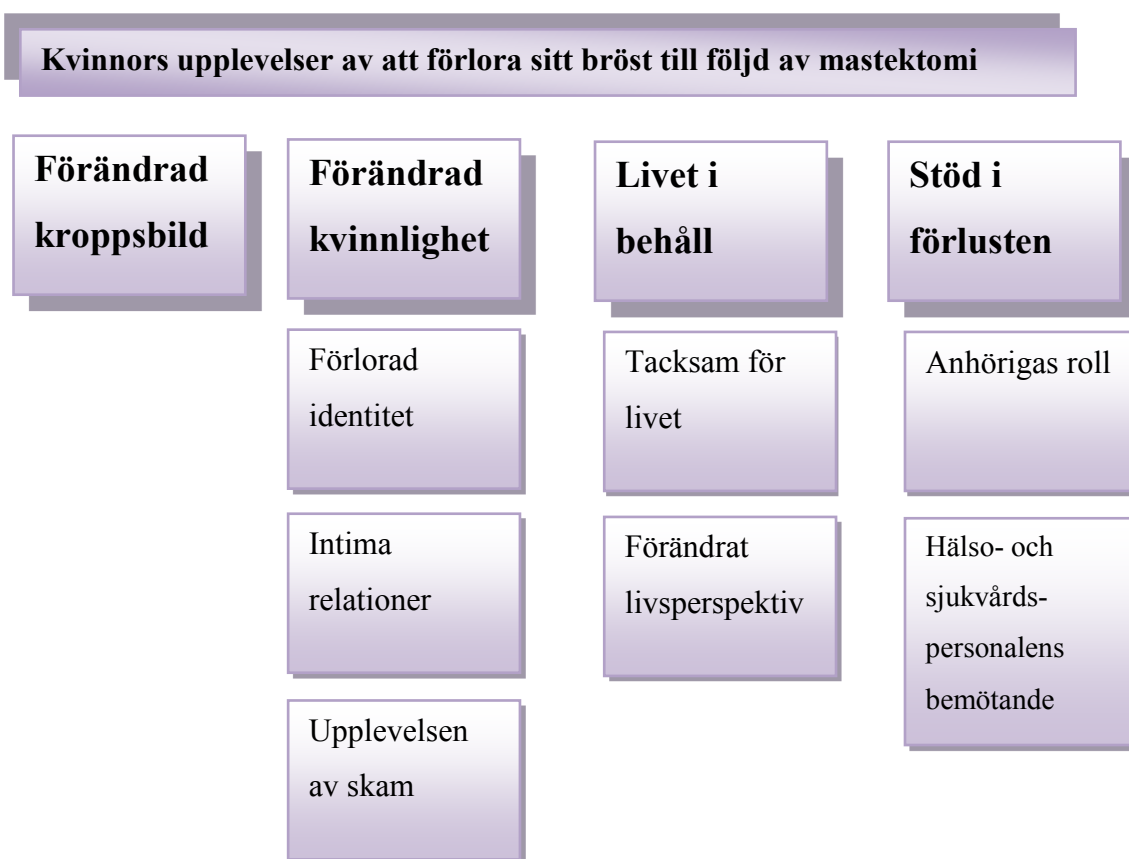 Kvinnors upplevelser av att förlora sitt bröst till följd av mastektomi
Förändrad
kroppsbild
Förändrad
kvinnlighet
Förlorad
identitet
Intima
relationer
Upplevelsen
av skam
Livet i
behåll
Tacksam för
livet
Förändrat
livsperspektiv
Stöd i
förlusten
Anhörigas roll
Hälso- och
sjukvårds-
personalens
bemötande